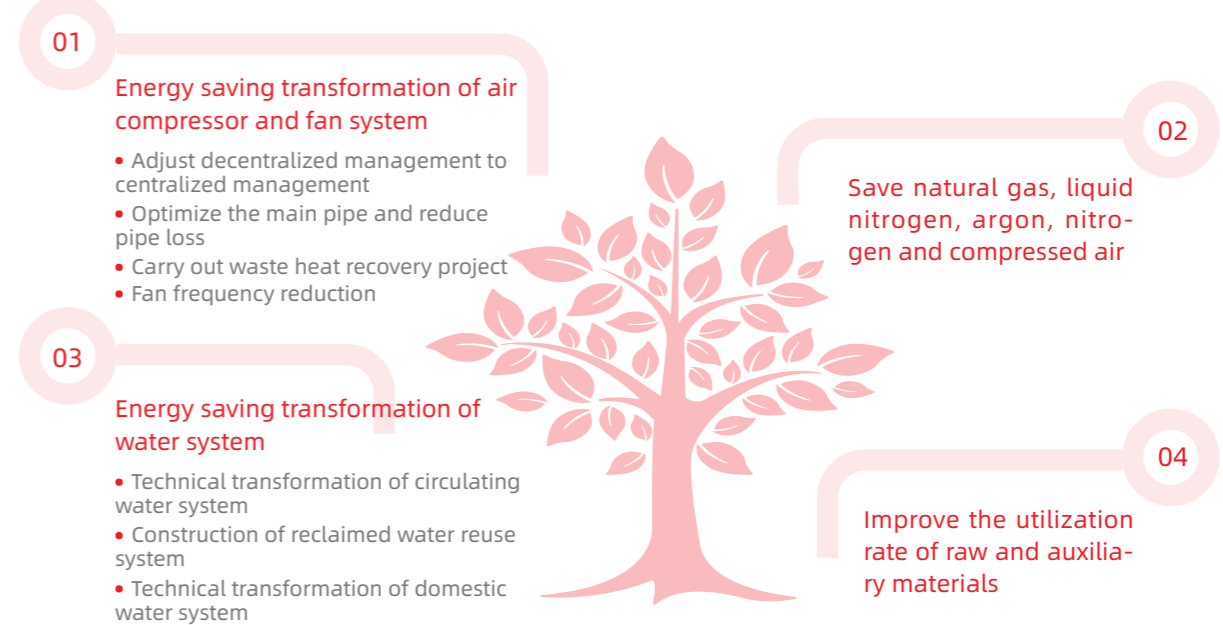 01
Energy saving transformation of air
compressor and fan system
• Adjust decentralized management to
centralized management
• Optimize the main pipe and reduce
pipe loss
• Carry out waste heat recovery project
• Fan frequency reduction
02
Save natural gas, liquid
nitrogen, argon, nitro-
gen and compressed air
03
Energy saving transformation of
water system
• Technical transformation of circulating
water system
• Construction of reclaimed water reuse
system
• Technical transformation of domestic
water system
04
Improve the utilization
rate of raw and auxilia-
ry materials